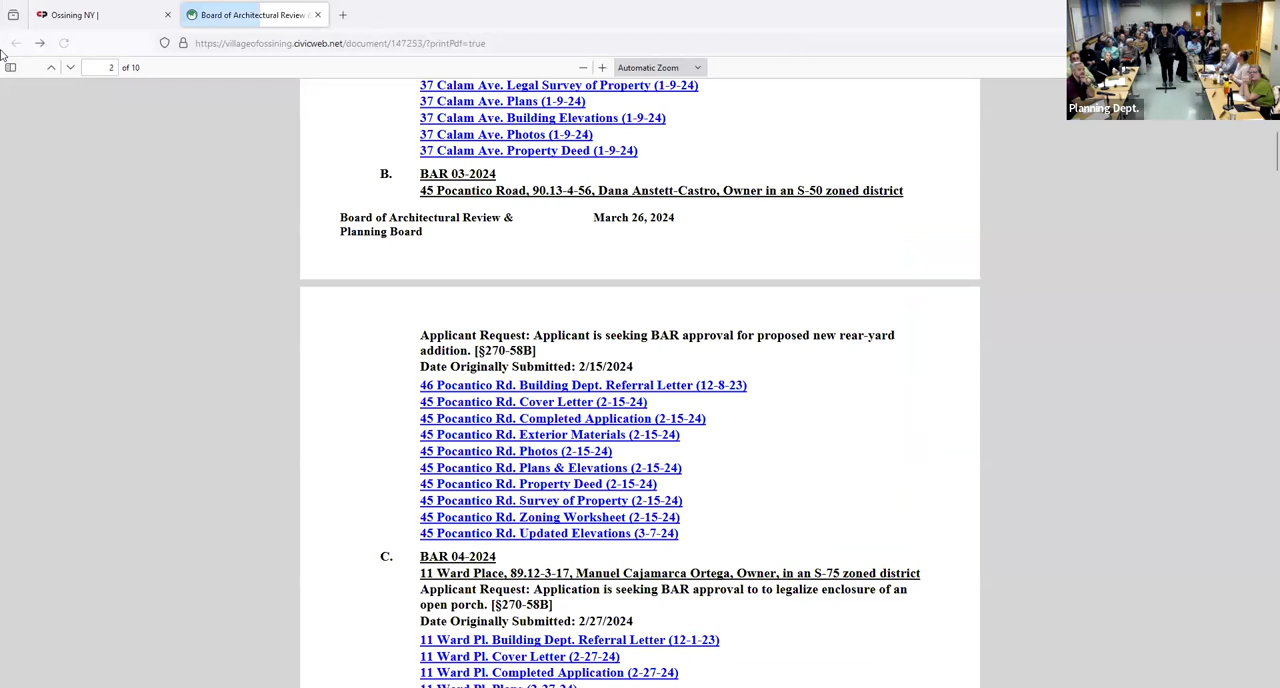 Ossining NY |
Board of Architectural Review &
https://villageofossining.civicweb.net/document/147253/?printPdf=true
2 of 10
Automatic Zoom
Planning Dept.
37 Calam Ave. Legal Survey of Property (1-9-24)
37 Calam Ave. Plans (1-9-24)
37 Calam Ave. Building Elevations (1-9-24)
37 Calam Ave. Photos (1-9-24)
37 Calam Ave. Property Deed (1-9-24)
B. BAR 03-2024
45 Pocantico Road, 90.13-4-56, Dana Anstett-Castro, Owner in an S-50 zoned district
Board of Architectural Review & March 26, 2024
Planning Board
Applicant Request: Applicant is seeking BAR approval for proposed new rear-yard
addition. [§270-58B]
Date Originally Submitted: 2/15/2024
46 Pocantico Rd. Building Dept. Referral Letter (12-8-23)
45 Pocantico Rd. Cover Letter (2-15-24)
45 Pocantico Rd. Completed Application (2-15-24)
45 Pocantico Rd. Exterior Materials (2-15-24)
45 Pocantico Rd. Photos (2-15-24)
45 Pocantico Rd. Plans & Elevations (2-15-24)
45 Pocantico Rd. Property Deed (2-15-24)
45 Pocantico Rd. Survey of Property (2-15-24)
45 Pocantico Rd. Zoning Worksheet (2-15-24)
45 Pocantico Rd. Updated Elevations (3-7-24)
C. BAR 04-2024
11 Ward Place, 89.12-3-17, Manuel Cajamarca Ortega, Owner, in an S-75 zoned district
Applicant Request: Application is seeking BAR approval to to legalize enclosure of an
open porch. [§270-58B]
Date Originally Submitted: 2/27/2024
11 Ward Pl. Building Dept. Referral Letter (12-1-23)
11 Ward Pl. Cover Letter (2-27-24)
11 Ward Pl. Completed Application (2-27-24)
11 Ward Pl. Plans (2-27-24)